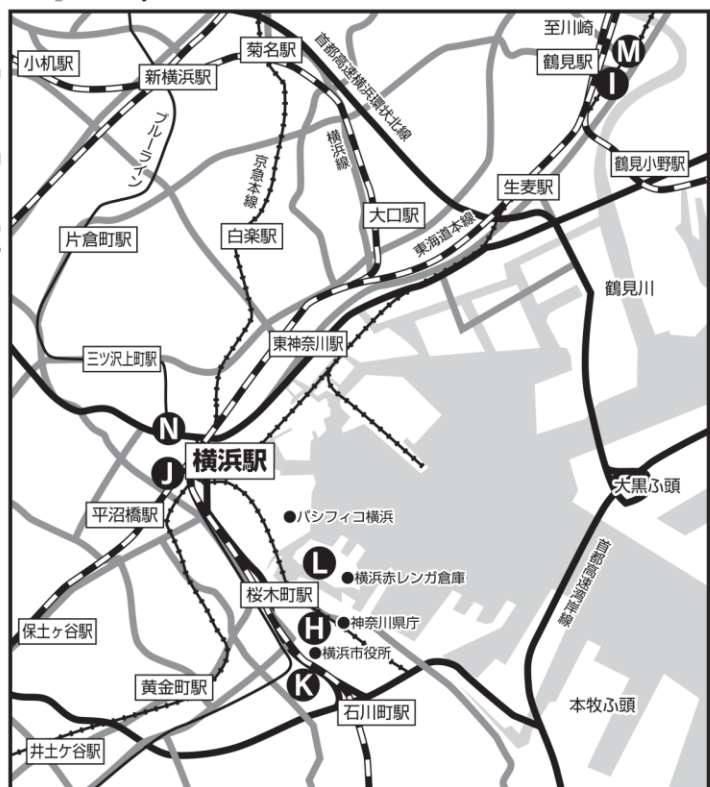 至川崎
M
小机駅
菊名駅
首都高速横浜環状北線
鶴見駅
I
新横浜駅
ブルーライン
京急本線
横浜線
鶴見小野駅
生麦駅
大口駅
片倉町駅
白楽駅
東海道本線
鶴見川
東神奈川駅
三ツ沢上町駅
N
横浜駅
J
大黒ふ頭
平沼橋駅
パシフィコ横浜
首都高速湾岸線
L
横浜赤レンガ倉庫
桜木町駅
保土ヶ谷駅
H
神奈川県庁
横浜市役所
黄金町駅
K
石川町駅
本牧ふ頭
井土ケ谷駅